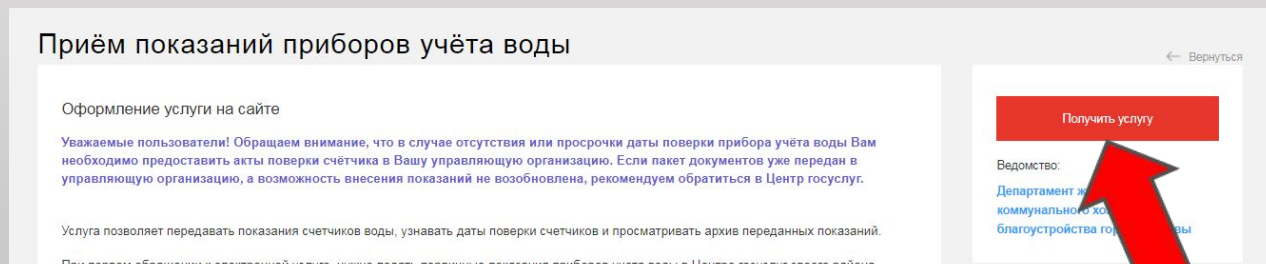 Приём показаний приборов учёта воды
← Вернуться
Оформление услуги на сайте
Уважаемые пользователи! Обращаем внимание, что в случае отсутствия или просрочки даты поверки прибора учёта воды Вам
необходимо предоставить акты поверки счётчика в Вашу управляющую организацию. Если пакет документов уже передан в
управляющую организацию, а возможность внесения показаний не возобновлена, рекомендуем обратиться в Центр госуслуг.
Услуга позволяет передавать показания счетчиков воды, узнавать даты поверки счетчиков и просматривать архив переданных показаний.
Получить услугу
Ведомство:
Департамент
коммунального
благоустройства